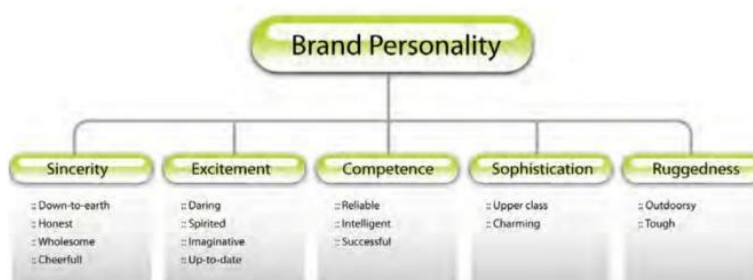 Brand Personality
Sincerity
:: Down-to-earth
:: Honest
:: Wholesome
:: Cheerfull
Excitement
:: Daring
:: Spirited
:: Imaginative
:: Up-to-date
Competence
:: Reliable
:: Intelligent
:: Successful
Sophistication
:: Upper class
:: Charming
Ruggedness
:: Outdoorsy
:: Tough